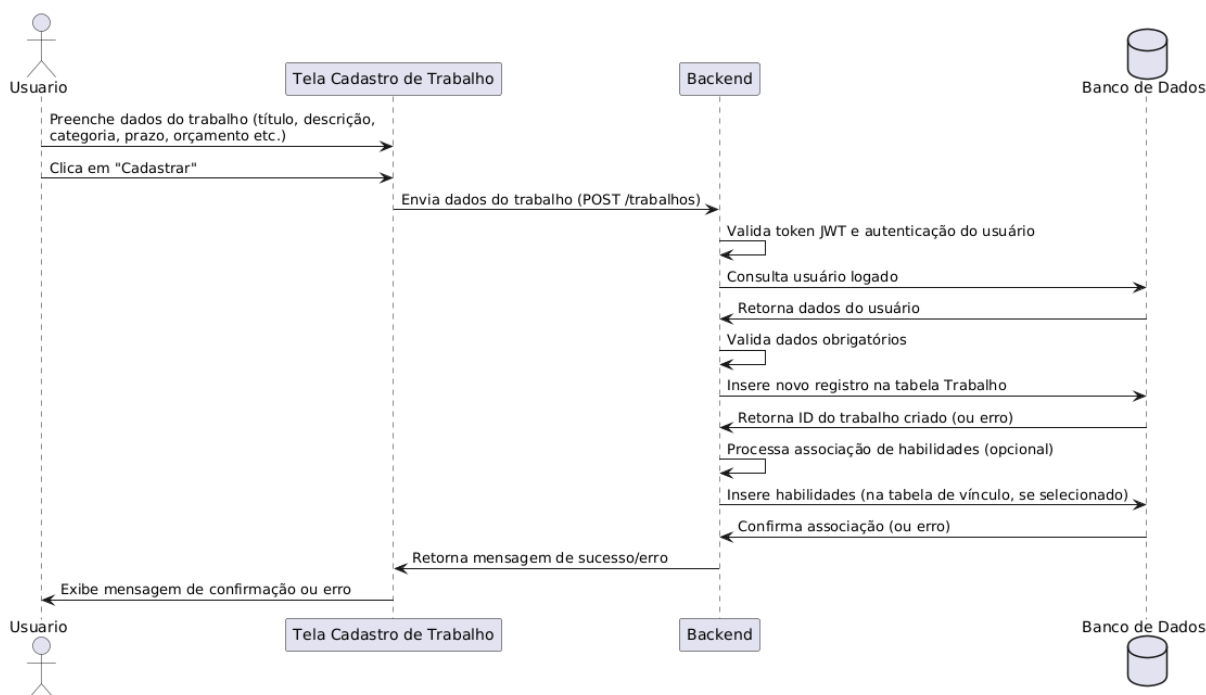 Usuario
Tela Cadastro de Trabalho
Backend
Banco de Dados
Preenche dados do trabalho (título, descrição,
categoria, prazo, orçamento etc.)
Clica em "Cadastrar"
Envia dados do trabalho (POST /trabalhos)
Valida token JWT e autenticação do usuário
Consulta usuário logado
Retorna dados do usuário
Valida dados obrigatórios
Insere novo registro na tabela Trabalho
Retorna ID do trabalho criado (ou erro)
Processa associação de habilidades (opcional)
Insere habilidades (na tabela de vínculo, se selecionado)
Confirma associação (ou erro)
Retorna mensagem de sucesso/erro
Exibe mensagem de confirmação ou erro
Usuario
Tela Cadastro de Trabalho
Backend
Banco de Dados